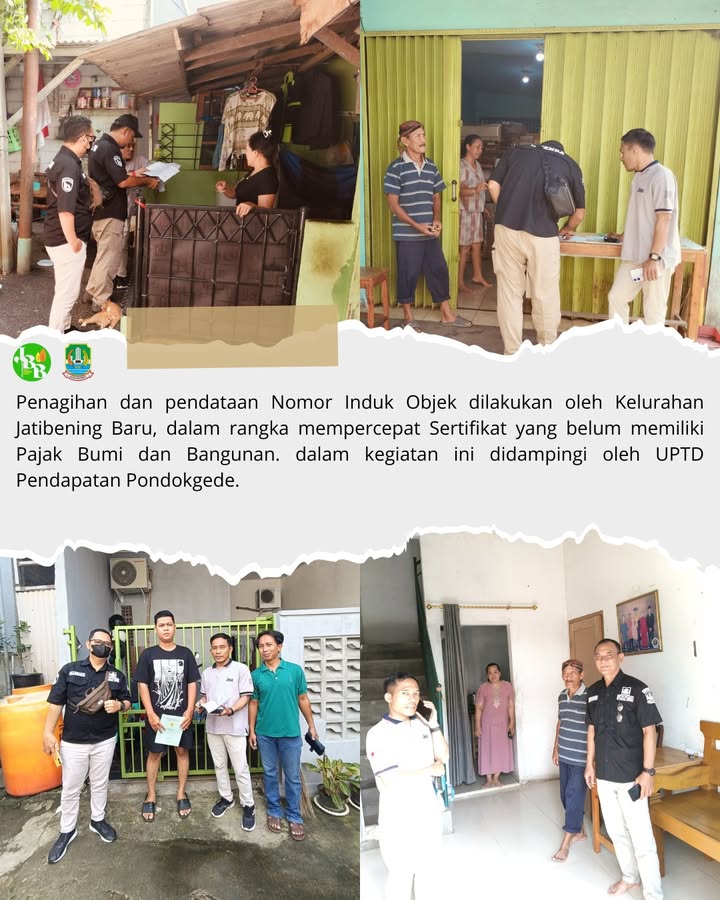 JBB
Penagihan dan pendataan Nomor Induk Objek dilakukan oleh Kelurahan
Jatibening Baru, dalam rangka mempercepat Sertifikat yang belum memiliki
Pajak Bumi dan Bangunan. dalam kegiatan ini didampingi oleh UPTD
Pendapatan Pondokgede.